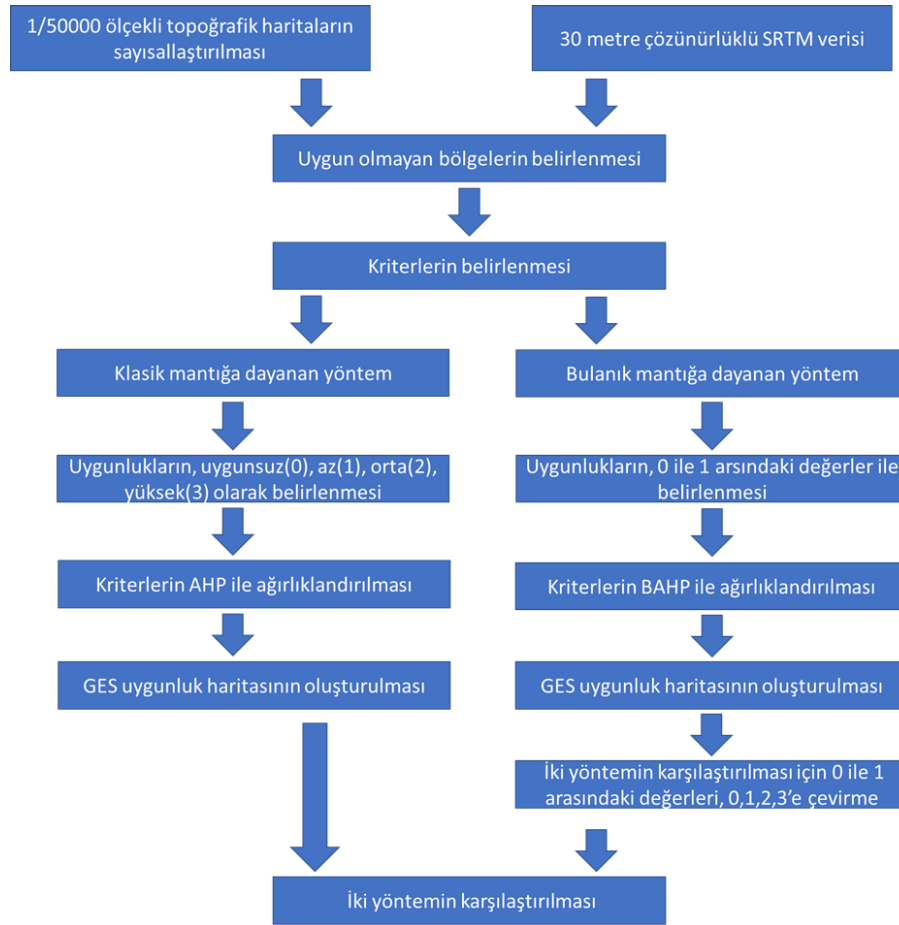 1/50000 ölçekli topoğrafik haritaların
sayısallaştırılması
30 metre çözünürlüklü SRTM verisi
Uygun olmayan bölgelerin belirlenmesi
Kriterlerin belirlenmesi
Klasik mantığa dayanan yöntem
Bulanık mantığa dayanan yöntem
Uygunlukların, uygunsuz(0), az(1), orta(2),
yüksek(3) olarak belirlenmesi
Uygunlukların, 0 ile 1 arsındaki değerler ile
belirlenmesi
Kriterlerin AHP ile ağırlıklandırılması
Kriterlerin BAHP ile ağırlıklandırılması
GES uygunluk haritasının oluşturulması
GES uygunluk haritasının oluşturulması
İki yöntemin karşılaştırılması için 0 ile 1
arasındaki değerleri, 0,1,2,3’e çevirme
İki yöntemin karşılaştırılması